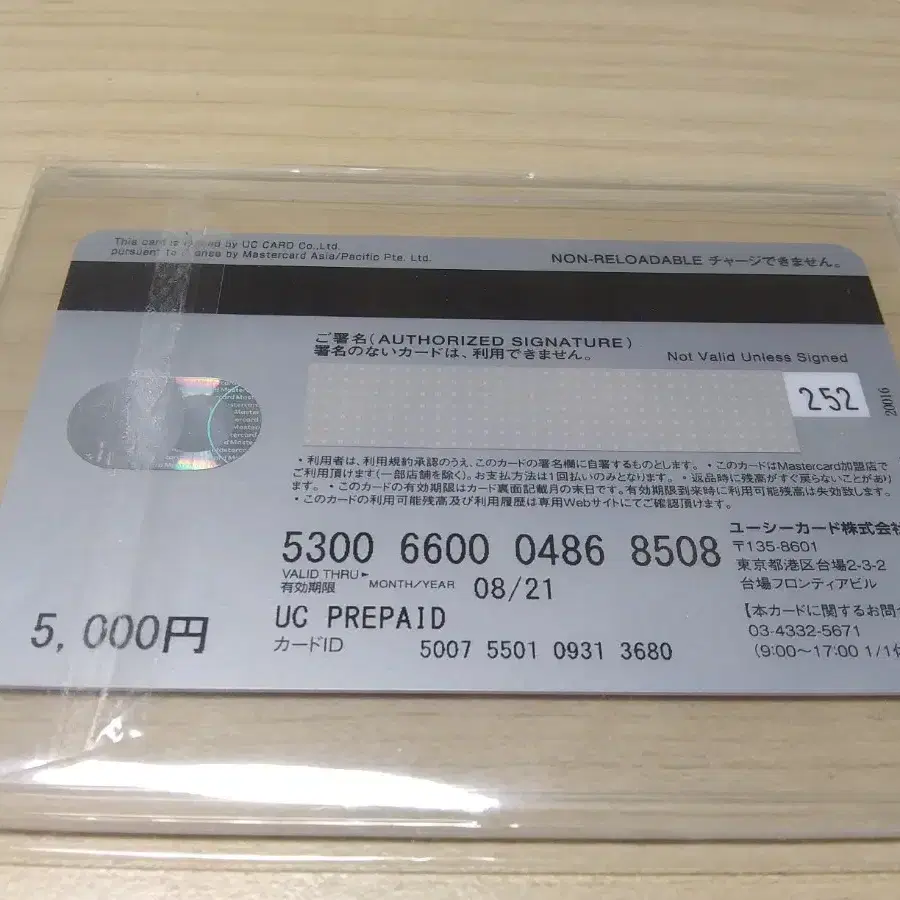 This card is by UC CARD Co.,Ltd.
pursuant to by Mastercard Asia/Pacific Pte. Ltd.
NON-RELOADABLE チャージできません。
ご署名(AUTHORIZED SIGNATURE)
署名のないカードは、利用できません。
Not Valid Unless Signed
252
20016
・利用者は、利用規約承認のうえ、このカードの署名欄に自署するものとします。 ・このカードはMastercard加盟店で
ご利用頂けます(一部店舗を除く)。お支払方法は1回払いのみとなります。 ・返品時に残高がすぐ戻らないことがあり
ます。 ・このカードの有効期限はカード裏面記載月の末日です。有効期限到来時に利用可能残高は失効致します。
・このカードの利用可能残高及び利用履歴は専用Webサイトにてご確認頂けます。
5300 6600 0486 8508
VALID THRU
有効期限
MONTH/YEAR 08/21
UC PREPAID
カードID 5007 5501 0931 3680
5,000円
ユーシーカード株式会社
〒135-8601
東京都港区台場2-3-2
台場フロンティアビル
【本カードに関するお問
03-4332-5671
(9:00〜17:00 1/1